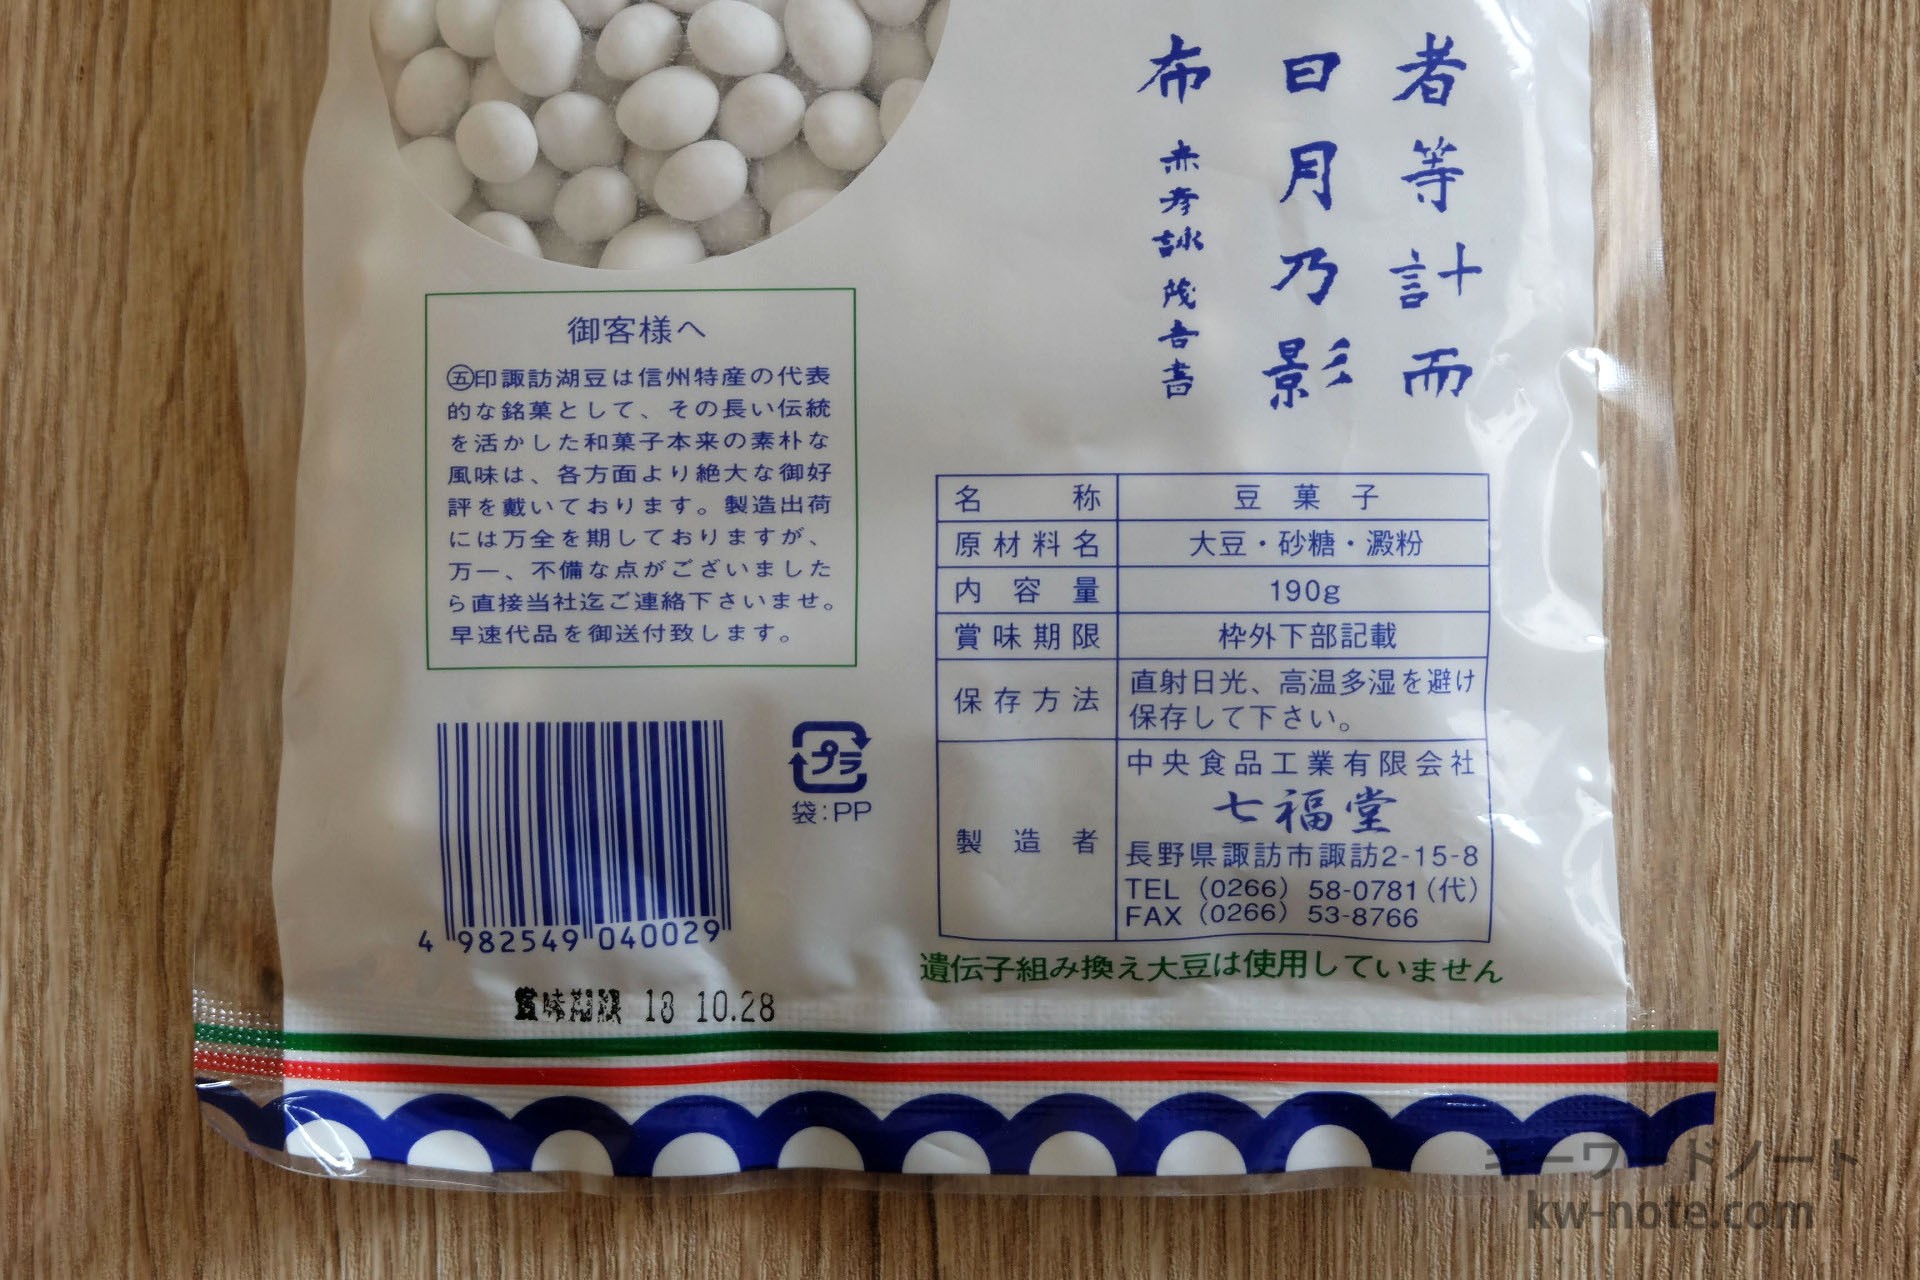 者等計而
日月乃影
布
赤彦詠茂吉書
御客様へ
㊄印諏訪湖豆は信州特産の代表
的な銘菓として、その長い伝統
を活かした和菓子本来の素朴な
風味は、各方面より絶大な御好
評を戴いております。製造出荷
には万全を期しておりますが、
万一、不備な点がございました
ら直接当社迄ご連絡下さいませ。
早速代品を御送付致します。
名称 豆菓子
原材料名 大豆・砂糖・澱粉
内容量 190g
賞味期限 枠外下部記載
保存方法 直射日光、高温多湿を避け
保存して下さい。
製造者 中央食品工業有限会社
七福堂
長野県諏訪市諏訪2-15-8
TEL（0266）58-0781（代）
FAX（0266）53-8766
遺伝子組み換え大豆は使用していません
プラ
袋:PP
4 982549 040029
賞味期限 18 10.28
キーワードノート
kw-note.com